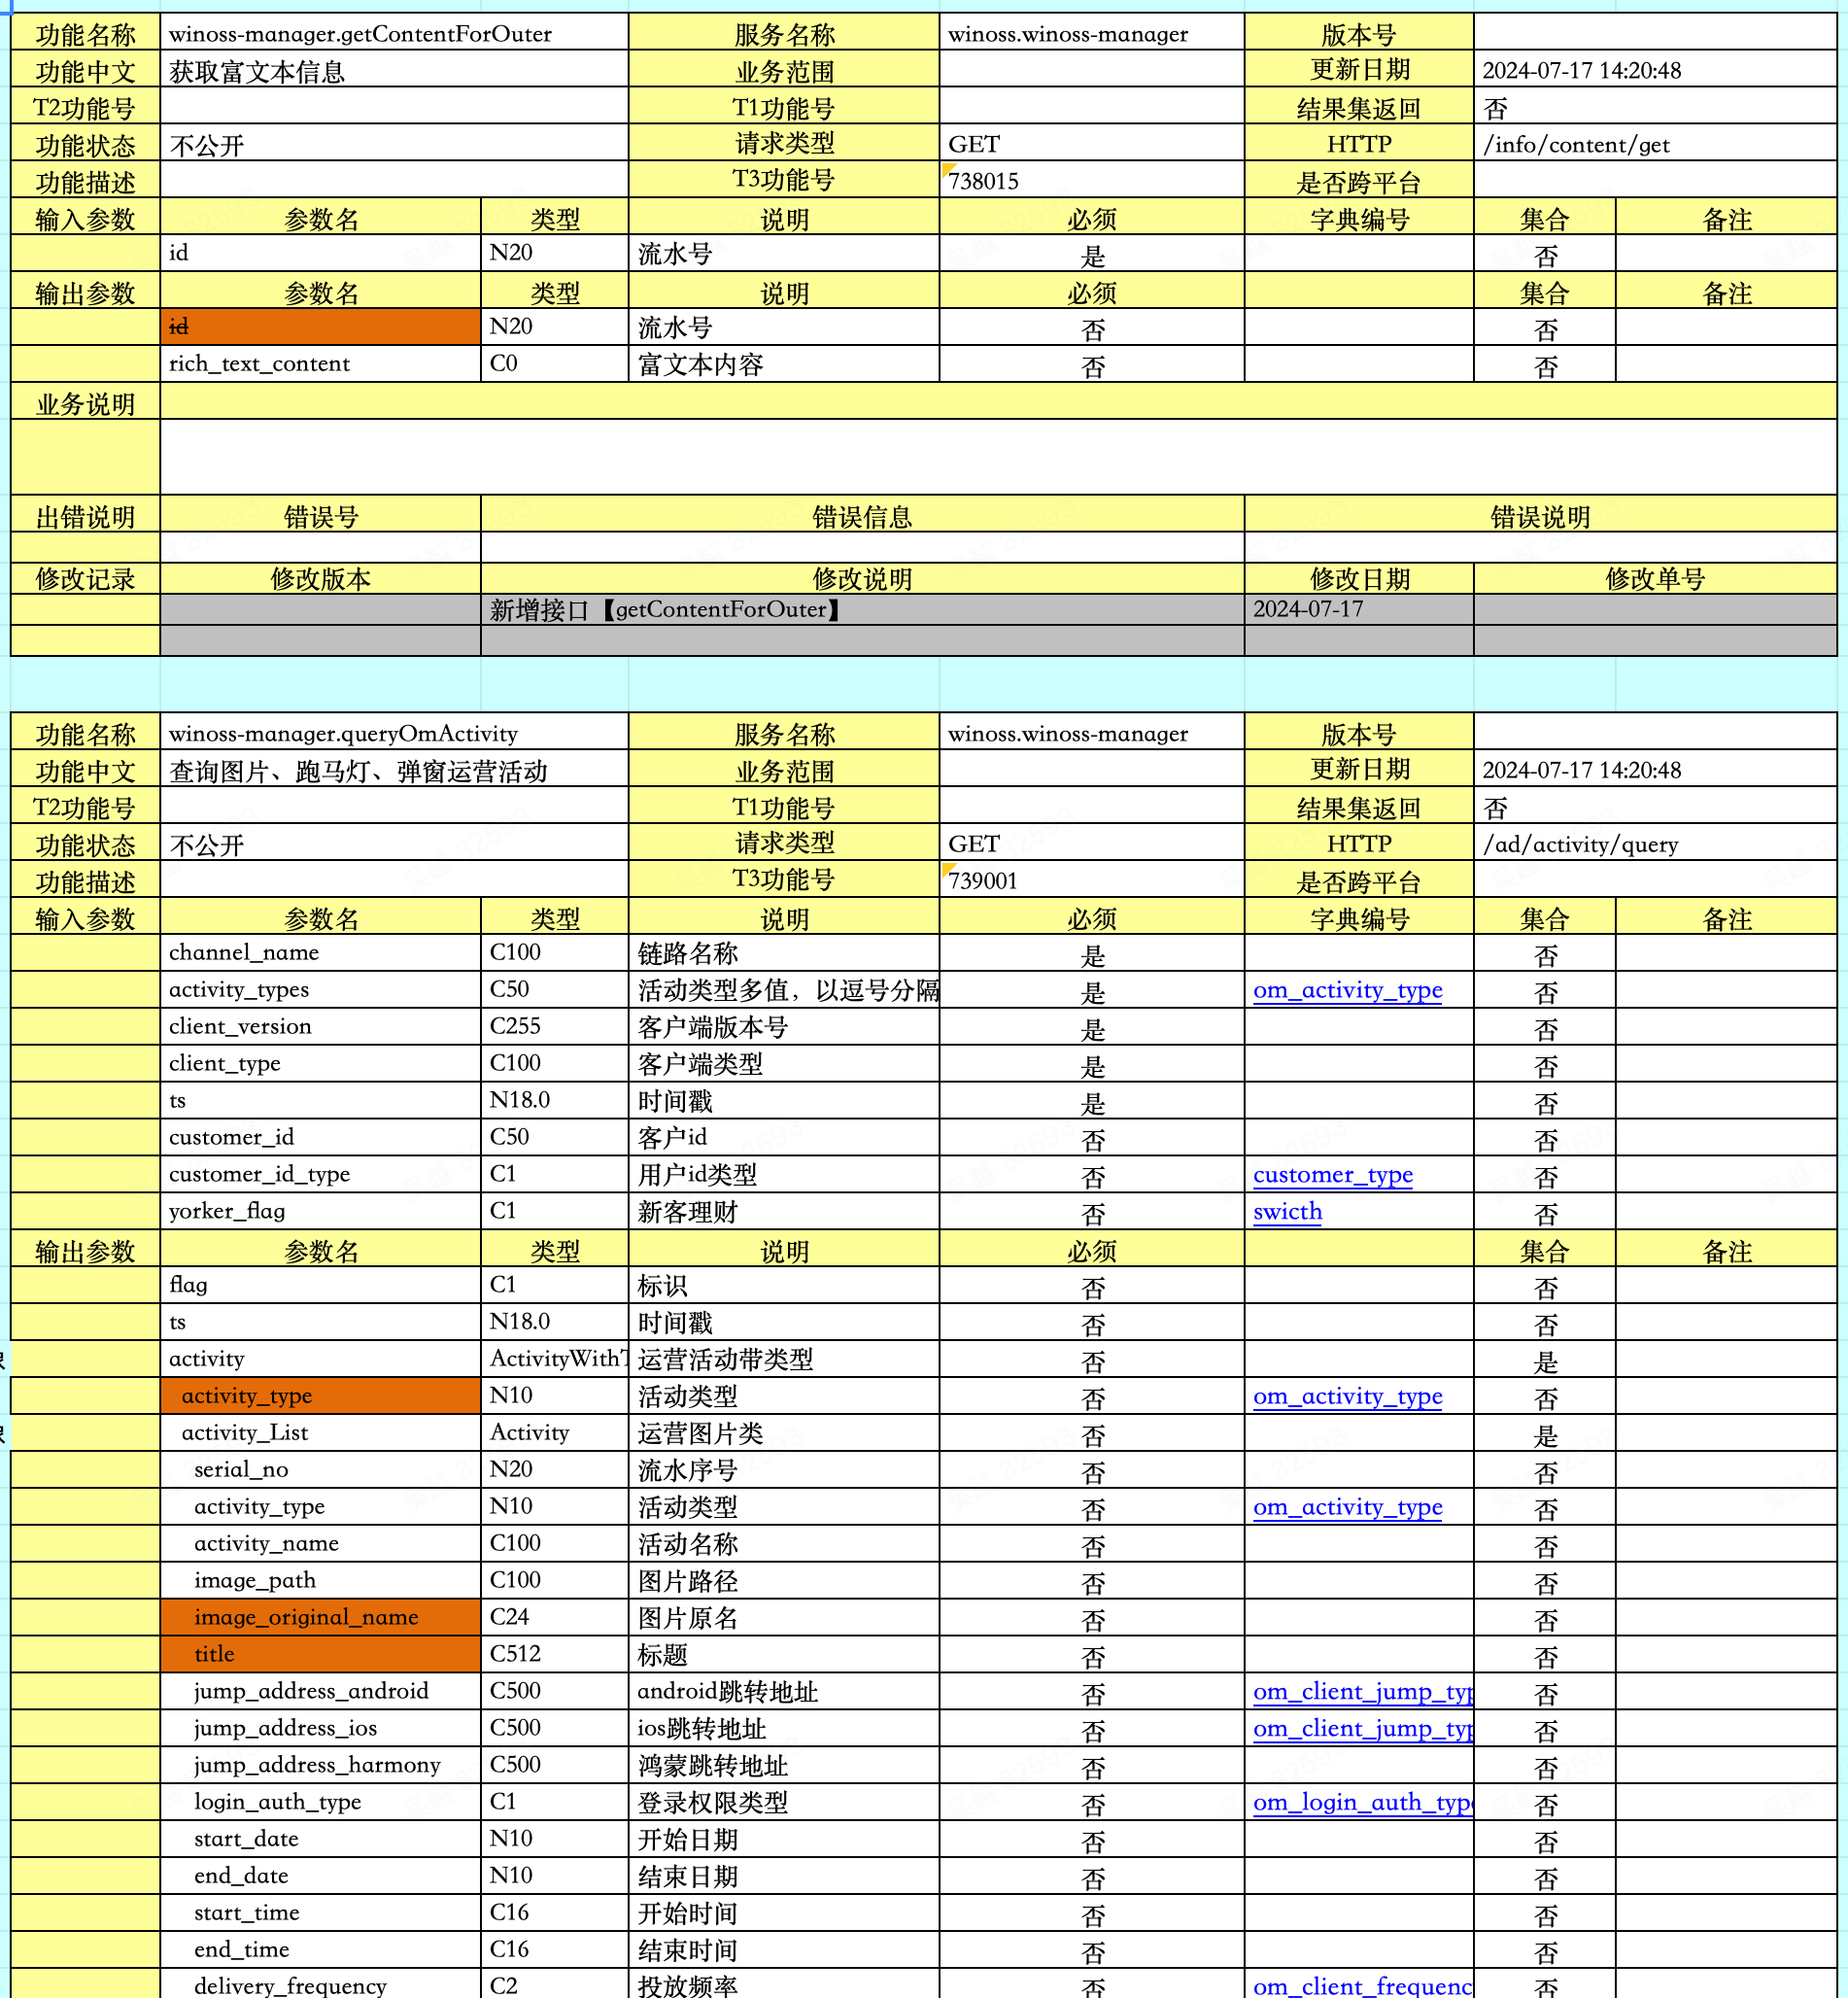 功能名称 winoss-manager.getContentForOuter 服务名称 winoss.winoss-manager 版本号
功能中文 获取富文本信息 业务范围 更新日期 2024-07-17 14:20:48
T2功能号 T1功能号 结果集返回 否
功能状态 不公开 请求类型 GET HTTP /info/content/get
功能描述 T3功能号 738015 是否跨平台
输入参数 参数名 类型 说明 必须 字典编号 集合 备注
id N20 流水号 是 否
输出参数 参数名 类型 说明 必须 集合 备注
id N20 流水号 否 否
rich_text_content C0 富文本内容 否 否
业务说明
出错说明 错误号 错误信息 错误说明
修改记录 修改版本 修改说明 修改日期 修改单号
新增接口【getContentForOuter】 2024-07-17
功能名称 winoss-manager.queryOmActivity 服务名称 winoss.winoss-manager 版本号
功能中文 查询图片、跑马灯、弹窗运营活动 业务范围 更新日期 2024-07-17 14:20:48
T2功能号 T1功能号 结果集返回 否
功能状态 不公开 请求类型 GET HTTP /ad/activity/query
功能描述 T3功能号 739001 是否跨平台
输入参数 参数名 类型 说明 必须 字典编号 集合 备注
channel_name C100 链路名称 是 否
activity_types C50 活动类型多值，以逗号分隔 是 om_activity_type 否
client_version C255 客户端版本号 是 否
client_type C100 客户端类型 是 否
ts N18.0 时间戳 是 否
customer_id C50 客户id 否 否
customer_id_type C1 用户id类型 否 customer_type 否
yorker_flag C1 新客理财 否 swicth 否
输出参数 参数名 类型 说明 必须 集合 备注
flag C1 标识 否 否
ts N18.0 时间戳 否 否
activity ActivityWithT 运营活动带类型 否 是
activity_type N10 活动类型 否 om_activity_type 否
activity_List Activity 运营图片类 否 是
serial_no N20 流水序号 否 否
activity_type N10 活动类型 否 om_activity_type 否
activity_name C100 活动名称 否 否
image_path C100 图片路径 否 否
image_original_name C24 图片原名 否 否
title C512 标题 否 否
jump_address_android C500 android跳转地址 否 om_client_jump_typ 否
jump_address_ios C500 ios跳转地址 否 om_client_jump_typ 否
jump_address_harmony C500 鸿蒙跳转地址 否 否
login_auth_type C1 登录权限类型 否 om_login_auth_type 否
start_date N10 开始日期 否 否
end_date N10 结束日期 否 否
start_time C16 开始时间 否 否
end_time C16 结束时间 否 否
delivery_frequency C2 投放频率 否 om_client_frequenc 否